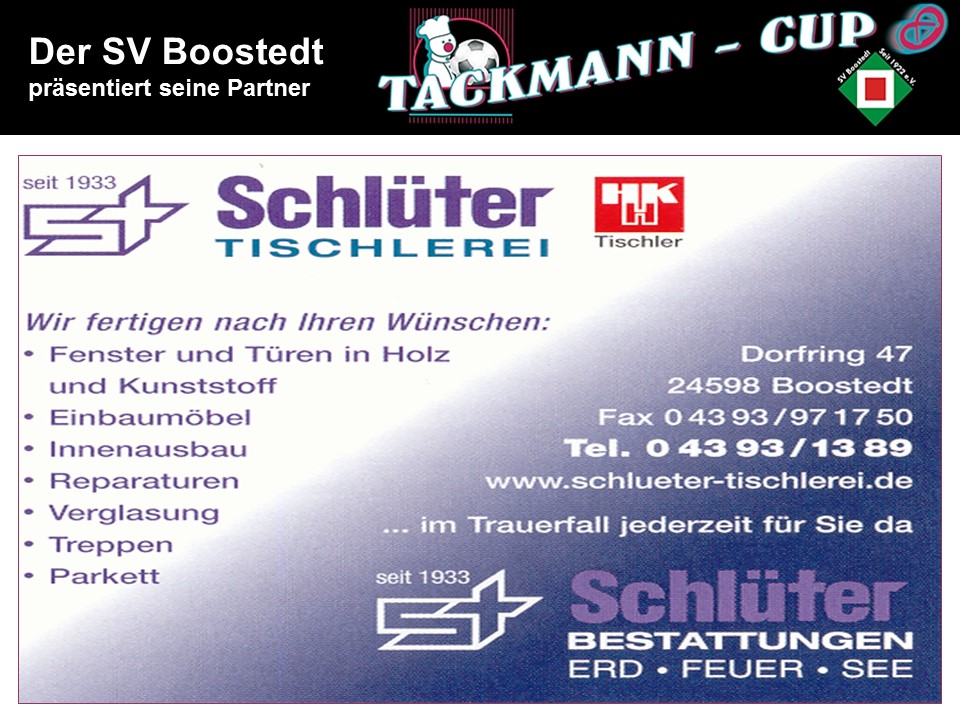 Der SV Boostedt
präsentiert seine Partner
TACKMANN - CUP
SV Boostedt Seit 1922 e.V.
seit 1933
St
Schlüter
TISCHLEREI
HKH
Tischler
Wir fertigen nach Ihren Wünschen:
• Fenster und Türen in Holz
und Kunststoff
• Einbaumöbel
• Innenausbau
• Reparaturen
• Verglasung
• Treppen
• Parkett
Dorfring 47
24598 Boostedt
Fax 0 43 93 / 97 17 50
Tel. 0 43 93 / 13 89
www.schlueter-tischlerei.de
... im Trauerfall jederzeit für Sie da
seit 1933
St
Schlüter
BESTATTUNGEN
ERD • FEUER • SEE